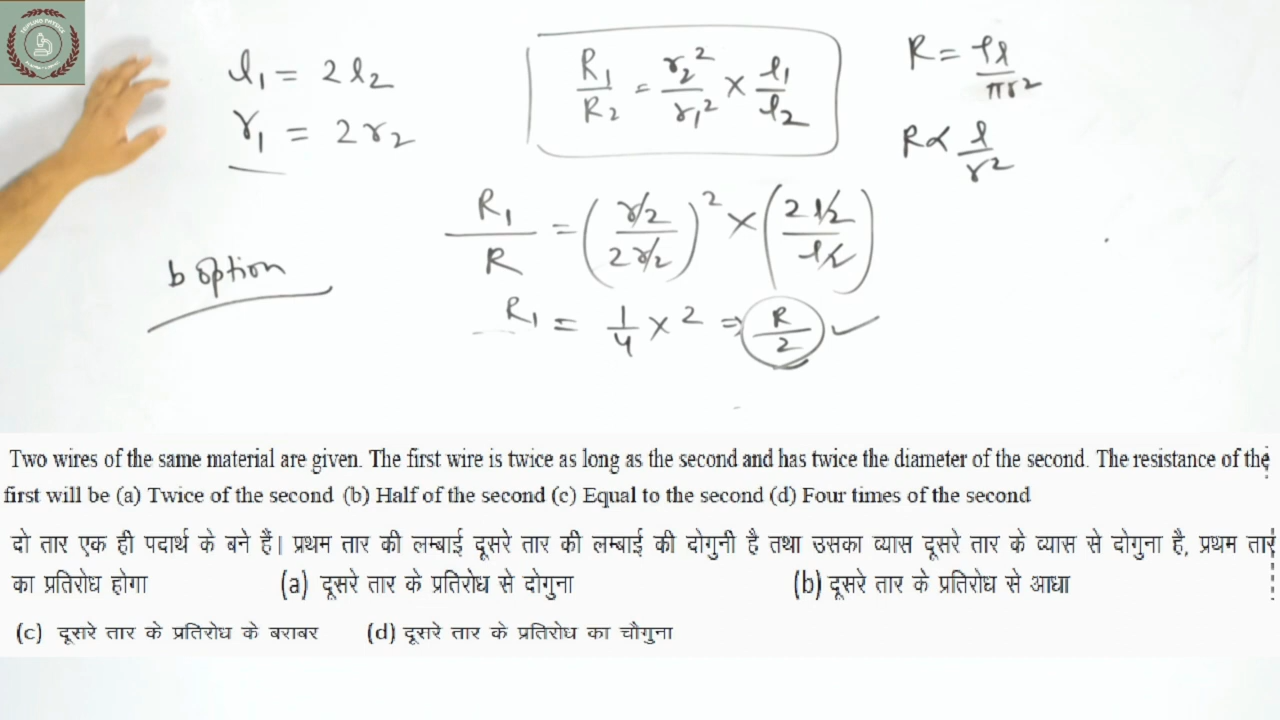 TRIPLING PHYSICS
l₁ = 2l₂
r₁ = 2r₂
R₁/R₂ = r₂²/r₁² × l₁/l₂
R = ρl/πr²
R ∝ l/r²
R₁/R = (r₂/2r₂)² × (2l₂/l₂)
b option
R₁ = 1/4 × 2 ⇒ R/2 ✓
Two wires of the same material are given. The first wire is twice as long as the second and has twice the diameter of the second. The resistance of the
first will be (a) Twice of the second (b) Half of the second (c) Equal to the second (d) Four times of the second
दो तार एक ही पदार्थ के बने हैं। प्रथम तार की लम्बाई दूसरे तार की लम्बाई की दोगुनी है तथा उसका व्यास दूसरे तार के व्यास से दोगुना है, प्रथम तार
का प्रतिरोध होगा (a) दूसरे तार के प्रतिरोध से दोगुना (b) दूसरे तार के प्रतिरोध से आधा
(c) दूसरे तार के प्रतिरोध के बराबर (d) दूसरे तार के प्रतिरोध का चौगुना